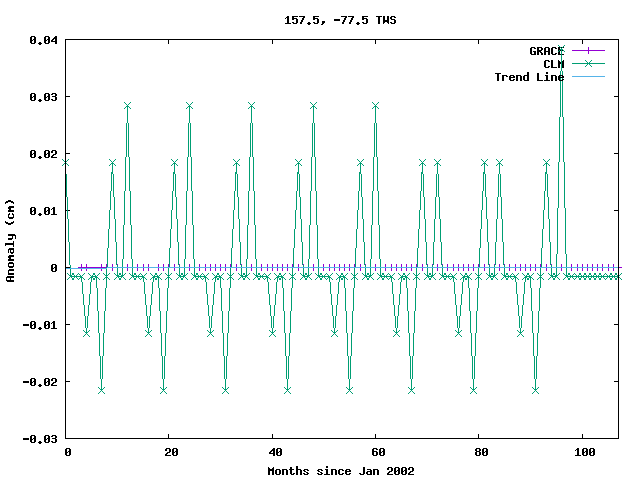 157.5, -77.5 TWS
0.04
0.03
0.02
0.01
0
-0.01
-0.02
-0.03
Anomaly (cm)
GRACE
CLM
Trend Line
0 20 40 60 80 100
Months since Jan 2002